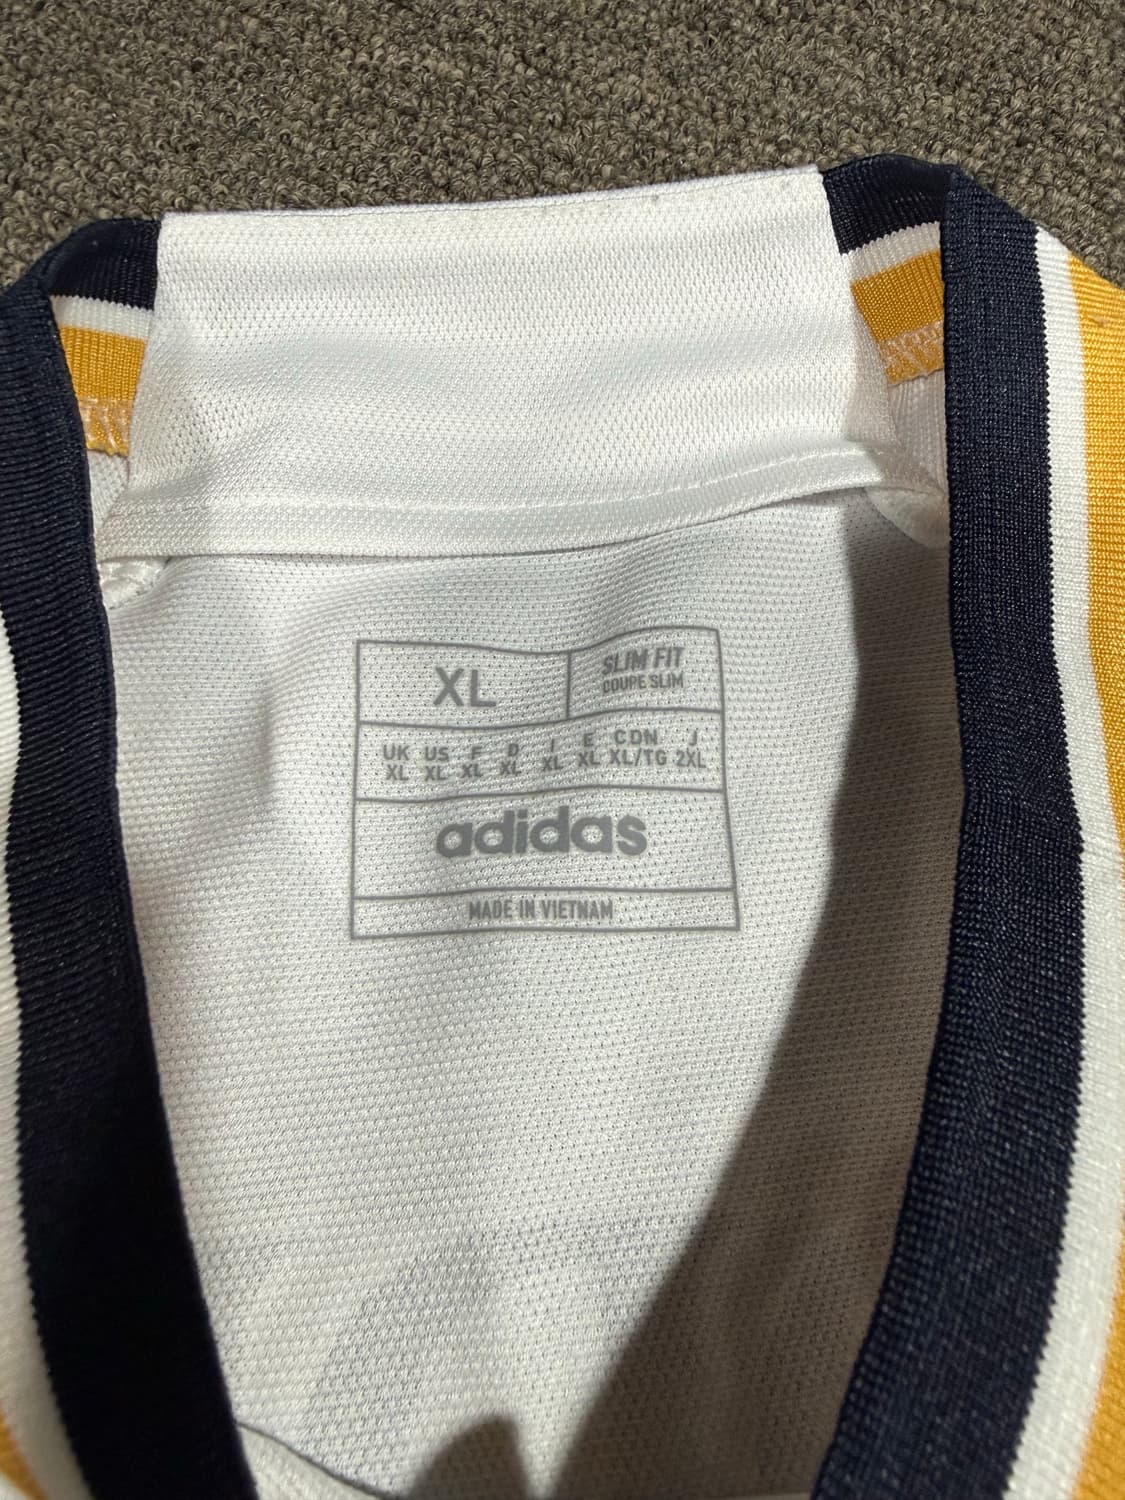 XL
SLIM FIT
COUPE SLIM
UK US F D I E CDN J
XL XL XL XL XL XL XL/TG 2XL
adidas
MADE IN VIETNAM